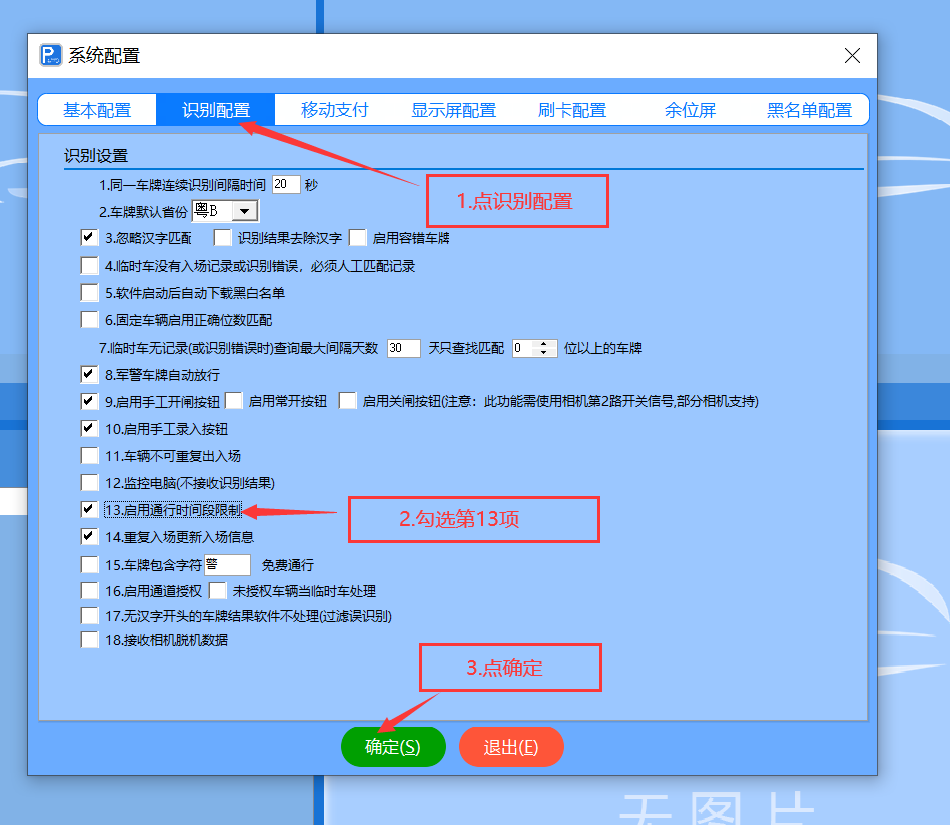 系统配置
基本配置 识别配置 移动支付 显示屏配置 刷卡配置 余位屏 黑名单配置
识别设置
1.同一车牌连续识别间隔时间 20 秒
1.点识别配置
2.车牌默认省份 粤B
3.忽略汉字匹配 识别结果去除汉字 启用容错车牌
4.临时车没有入场记录或识别错误，必须人工匹配记录
5.软件启动后自动下载黑白名单
6.固定车辆启用正确位数匹配
7.临时车无记录(或识别错误时)查询最大间隔天数 30 天只查找匹配 0 位以上的车牌
8.军警车牌自动放行
9.启用手工开闸按钮 启用常开按钮 启用关闸按钮(注意：此功能需使用相机第2路开关信号,部分相机支持)
10.启用手工录入按钮
11.车辆不可重复出入场
12.监控电脑(不接收识别结果)
13.启用通行时间段限制
2.勾选第13项
14.重复入场更新入场信息
15.车牌包含字符 警 免费通行
16.启用通道授权 未授权车辆当临时车处理
17.无汉字开头的车牌结果软件不处理(过滤误识别)
18.接收相机脱机数据
3.点确定
确定(S) 退出(E)
无图片